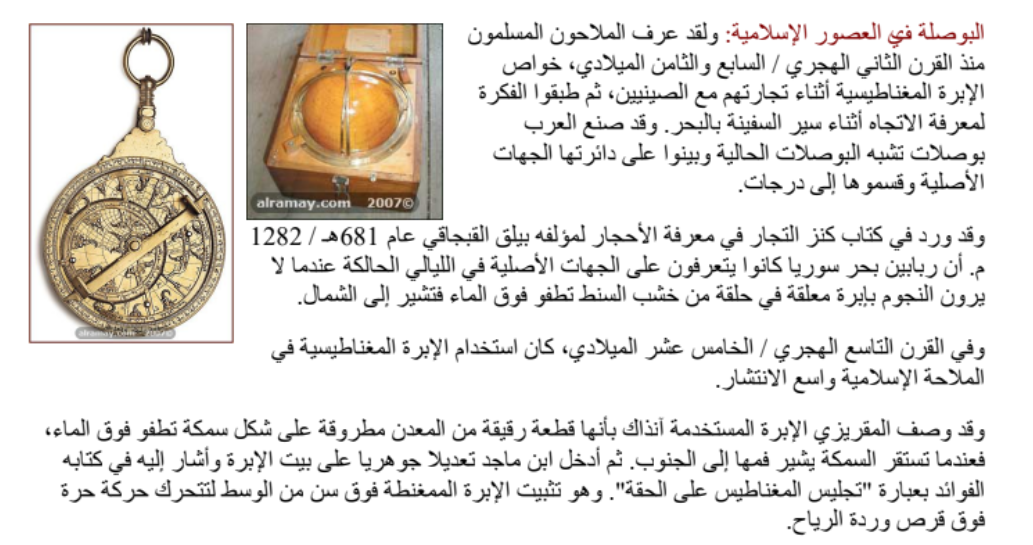 البوصلة في العصور الإسلامية: ولقد عرف الملاحون المسلمون
منذ القرن الثاني الهجري / السابع والثامن الميلادي، خواص
الإبرة المغناطيسية أثناء تجارتهم مع الصينيين، ثم طبقوا الفكرة
لمعرفة الاتجاه أثناء سير السفينة بالبحر. وقد صنع العرب
بوصلات تشبه البوصلات الحالية وبينوا على دائرتها الجهات
الأصلية وقسموها إلى درجات.
alramay.com 2007©
وقد ورد في كتاب كنز التجار في معرفة الأحجار لمؤلفه بيلق القبجاقي عام 681هـ / 1282
م. أن ربابين بحر سوريا كانوا يتعرفون على الجهات الأصلية في الليالي الحالكة عندما لا
يرون النجوم بإبرة معلقة في حلقة من خشب السنط تطفو فوق الماء فتشير إلى الشمال.
alramay.com 2007©
وفي القرن التاسع الهجري / الخامس عشر الميلادي، كان استخدام الإبرة المغناطيسية في
الملاحة الإسلامية واسع الانتشار.
وقد وصف المقريزي الإبرة المستخدمة آنذاك بأنها قطعة رقيقة من المعدن مطروقة على شكل سمكة تطفو فوق الماء،
فعندما تستقر السمكة يشير فمها إلى الجنوب. ثم أدخل ابن ماجد تعديلا جوهريا على بيت الإبرة وأشار إليه في كتابه
الفوائد بعبارة "تجليس المغناطيس على الحقة". وهو تثبيت الإبرة الممغنطة فوق سن من الوسط لتتحرك حركة حرة
فوق قرص وردة الرياح.